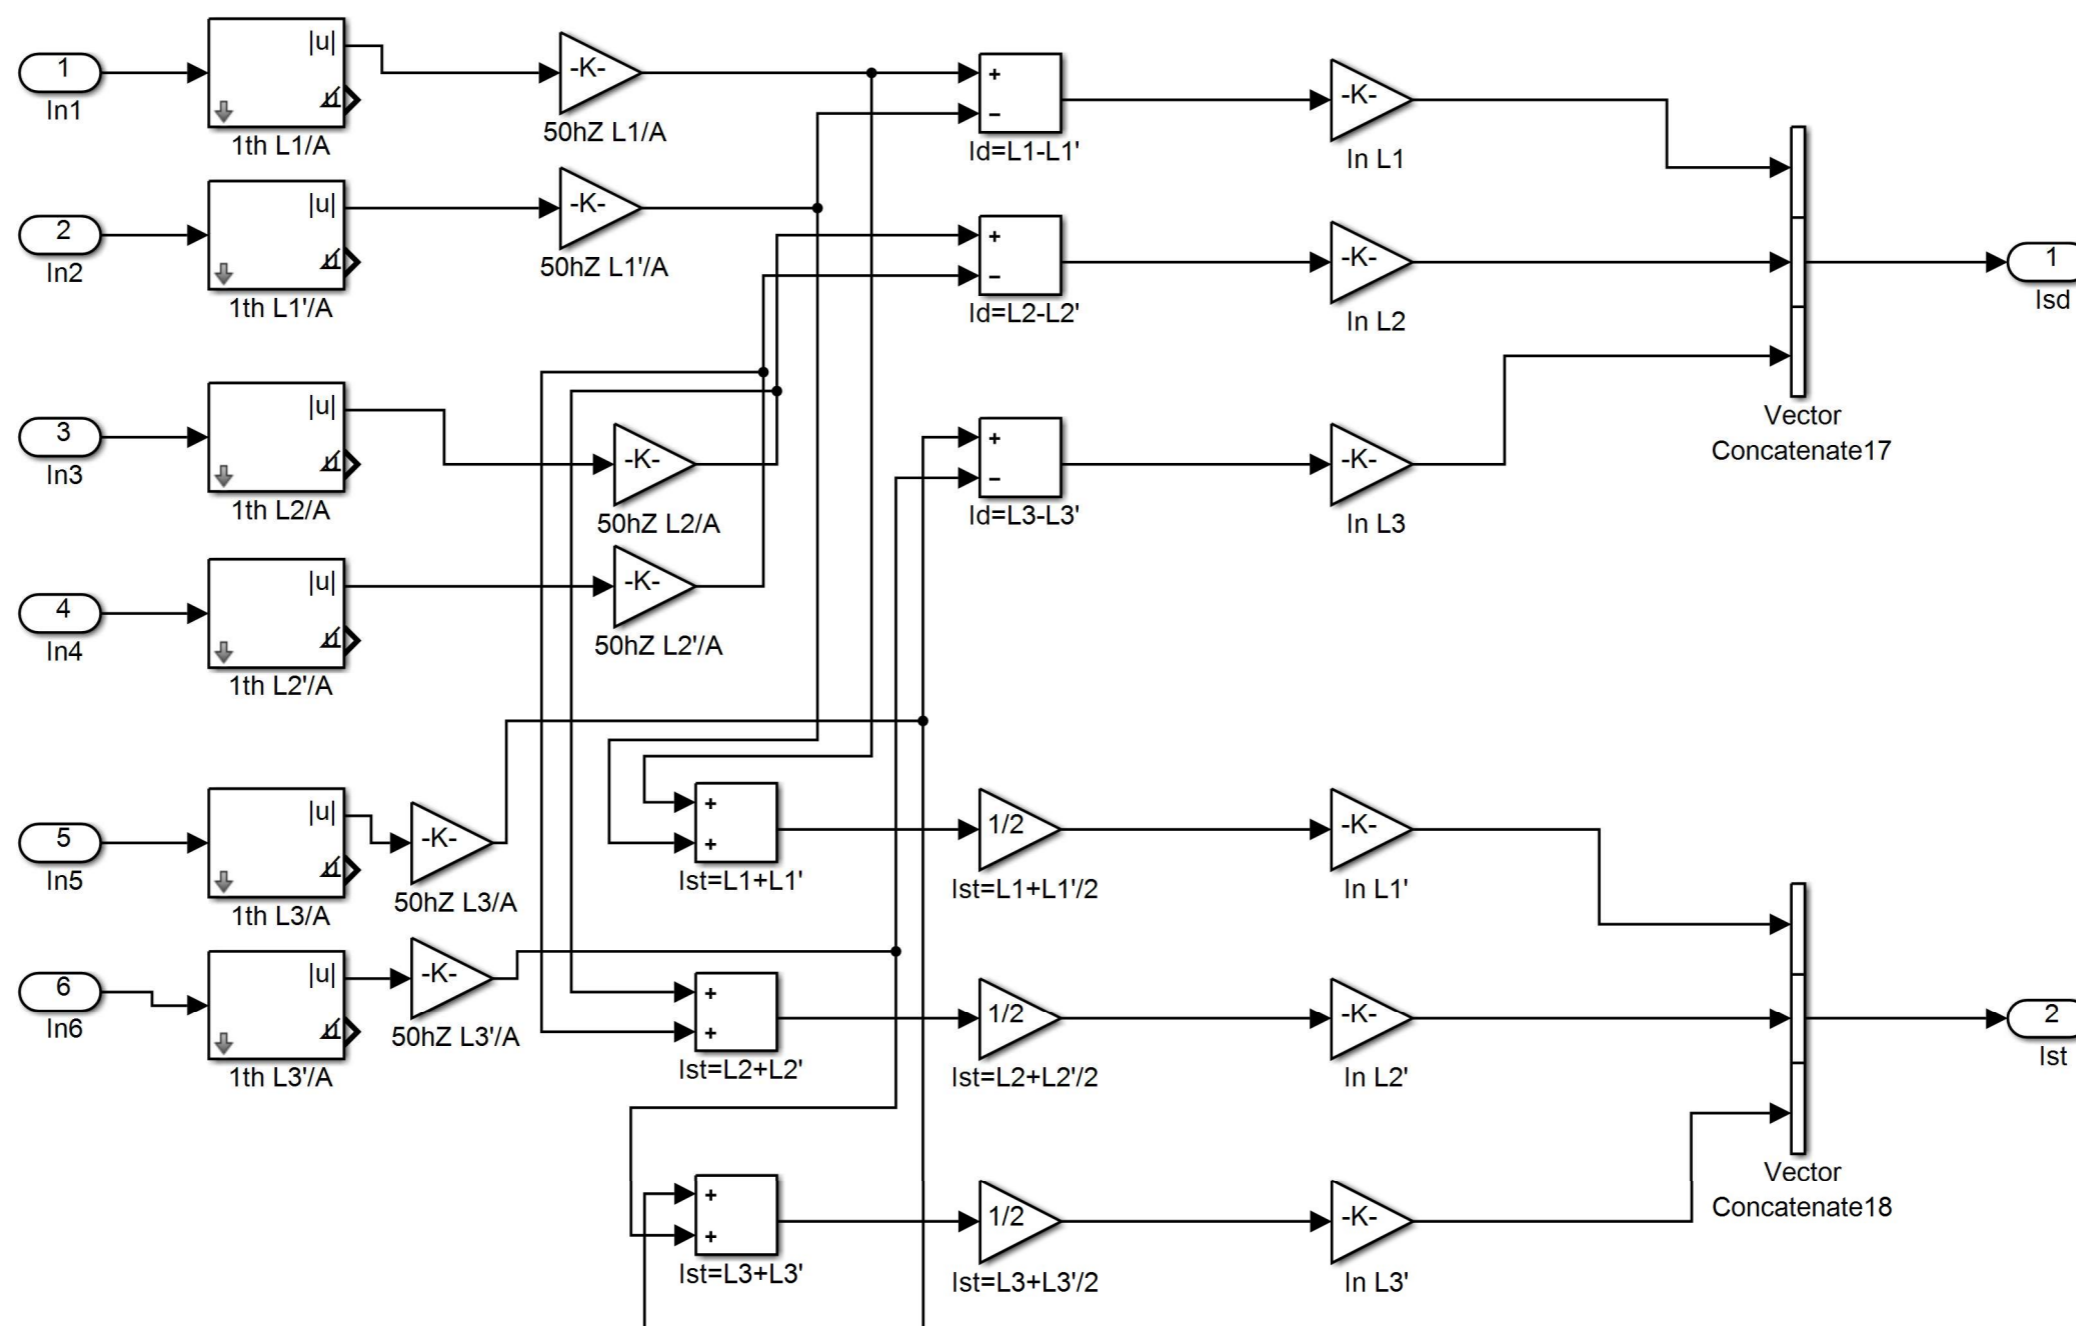 1
In1
|u|
u
1th L1/A
-K-
50hZ L1/A
+
−
Id=L1-L1'
-K-
In L1
2
In2
|u|
u
1th L1'/A
-K-
50hZ L1'/A
+
−
Id=L2-L2'
-K-
In L2
1
Isd
3
In3
|u|
u
1th L2/A
-K-
50hZ L2/A
+
−
Id=L3-L3'
-K-
In L3
Vector
Concatenate17
4
In4
|u|
u
1th L2'/A
-K-
50hZ L2'/A
5
In5
|u|
u
1th L3/A
-K-
50hZ L3/A
+
+
Ist=L1+L1'
1/2
Ist=L1+L1'/2
-K-
In L1'
6
In6
|u|
u
1th L3'/A
-K-
50hZ L3'/A
+
+
Ist=L2+L2'
1/2
Ist=L2+L2'/2
-K-
In L2'
2
Ist
+
+
Ist=L3+L3'
1/2
Ist=L3+L3'/2
-K-
In L3'
Vector
Concatenate18